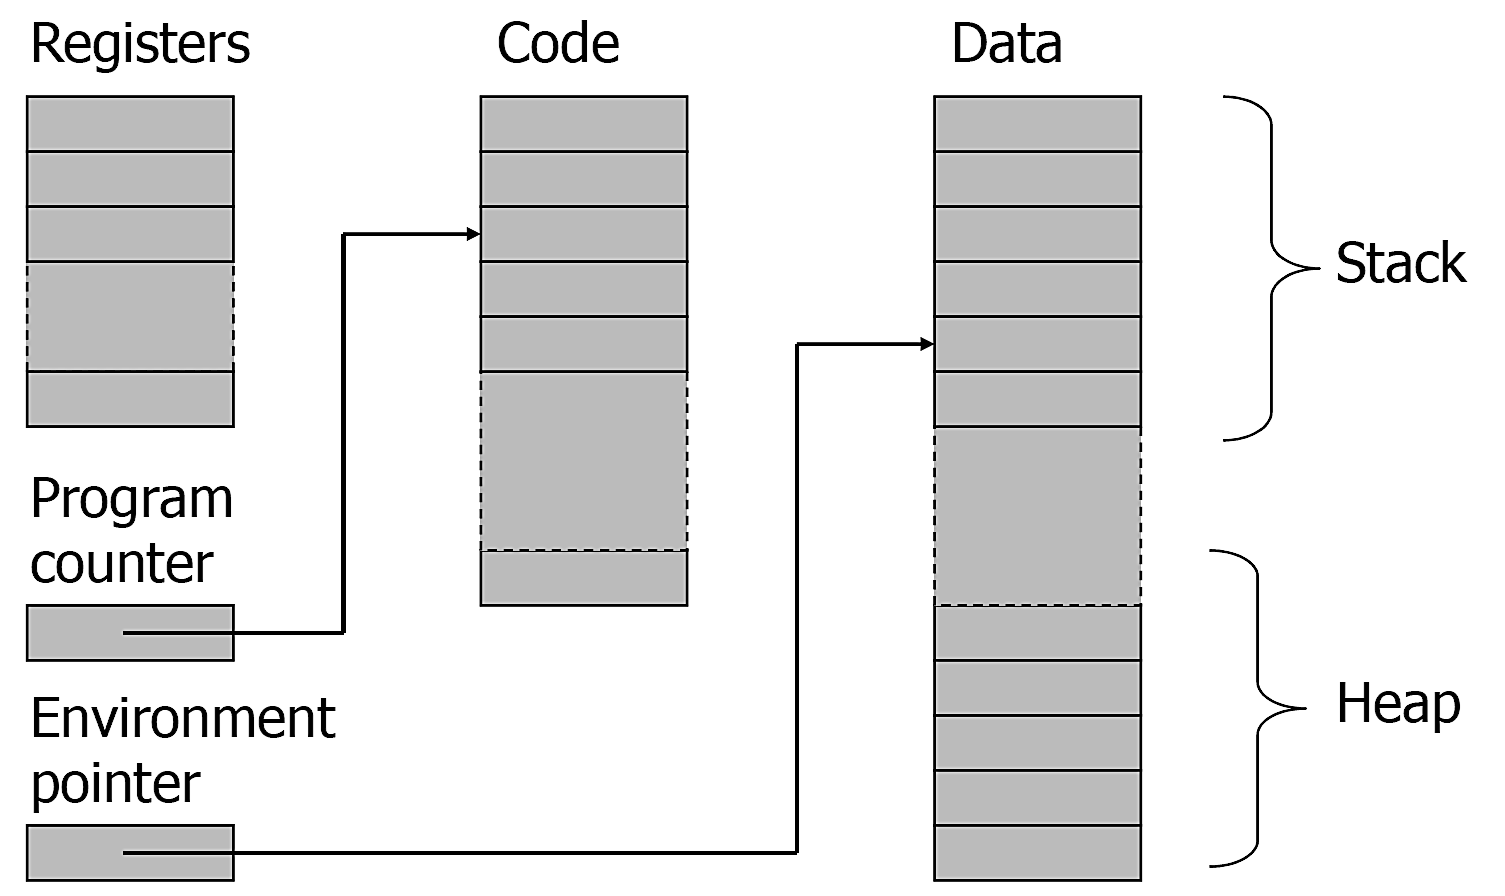 Registers
Code
Data
Stack
Program
counter
Environment
pointer
Heap